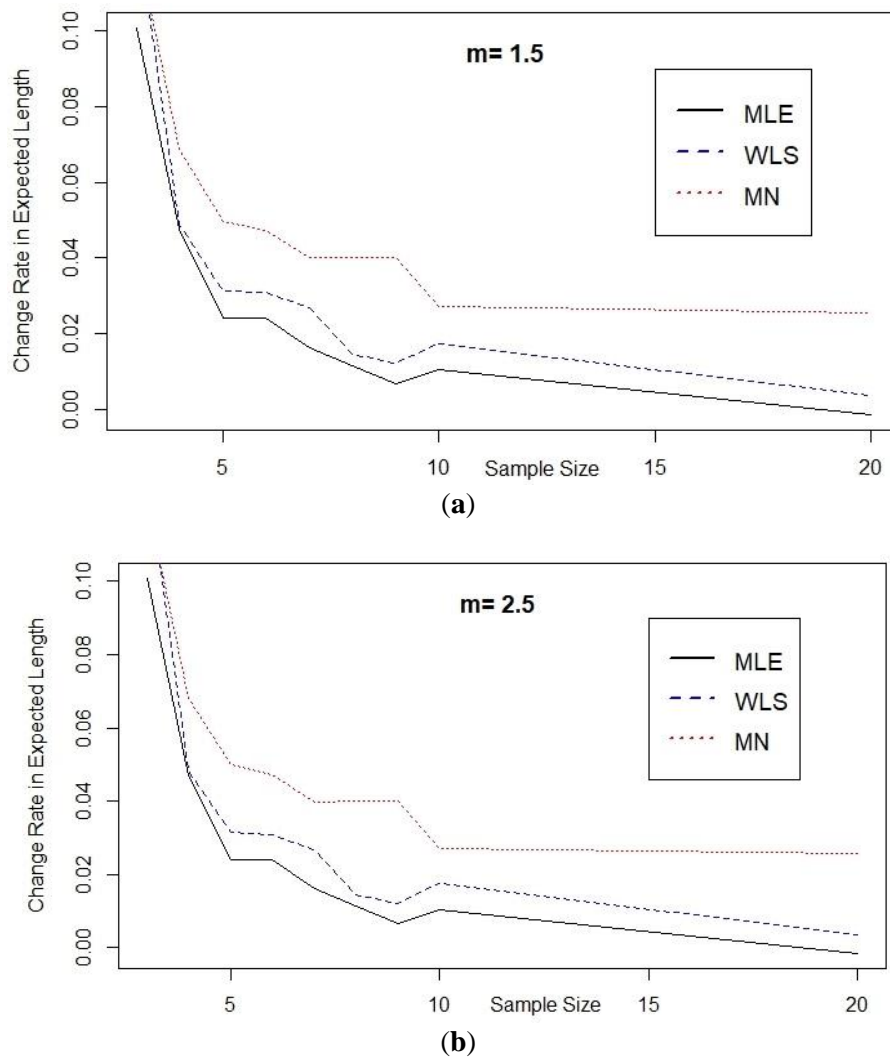 m= 1.5
MLE
WLS
MN
Change Rate in Expected Length
0.10
0.08
0.06
0.04
0.02
0.00
5
10
15
20
Sample Size
(a)
m= 2.5
MLE
WLS
MN
Change Rate in Expected Length
0.10
0.08
0.06
0.04
0.02
0.00
5
10
15
20
Sample Size
(b)